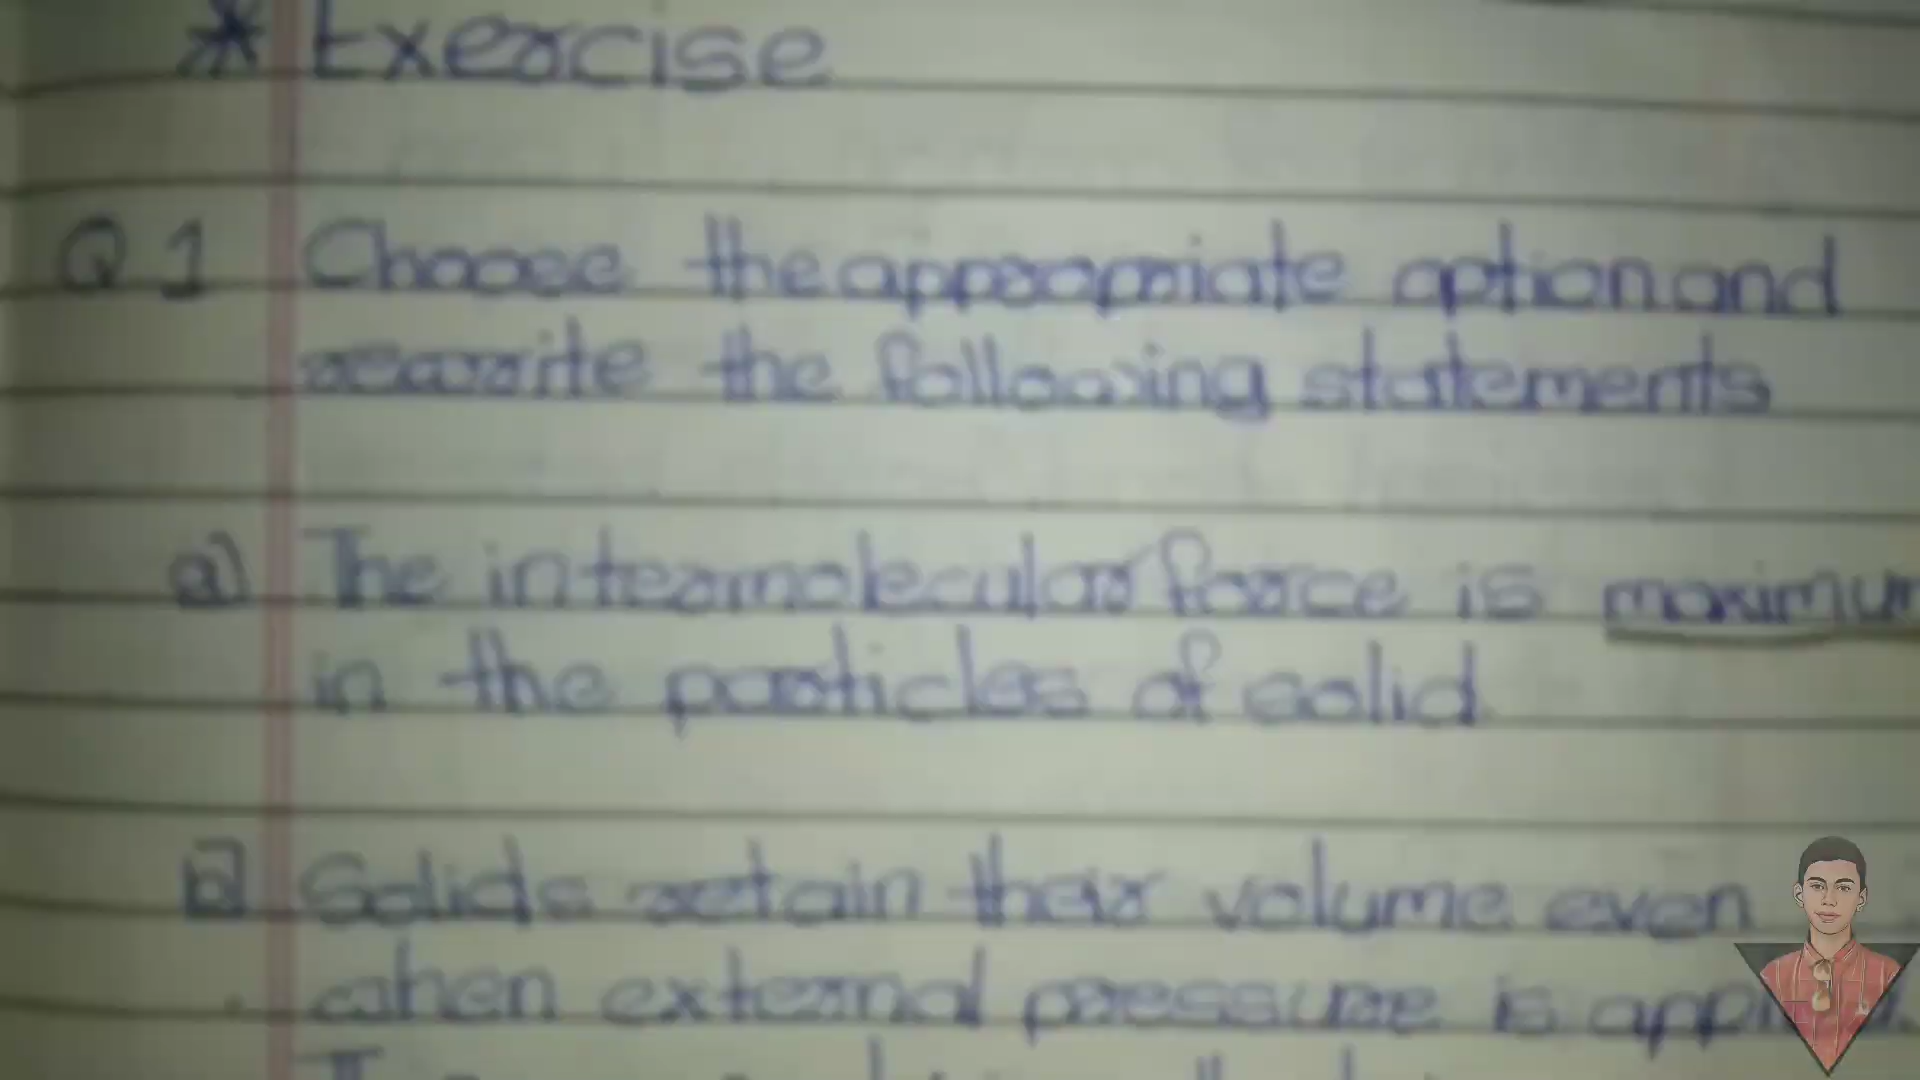 * Exercise
Q 1 Choose the appropriate option and
rewrite the following statements
a) The intermolecular force is maximum
in the particles of solid
b) Solids retain their volume even
when external pressure is applied.